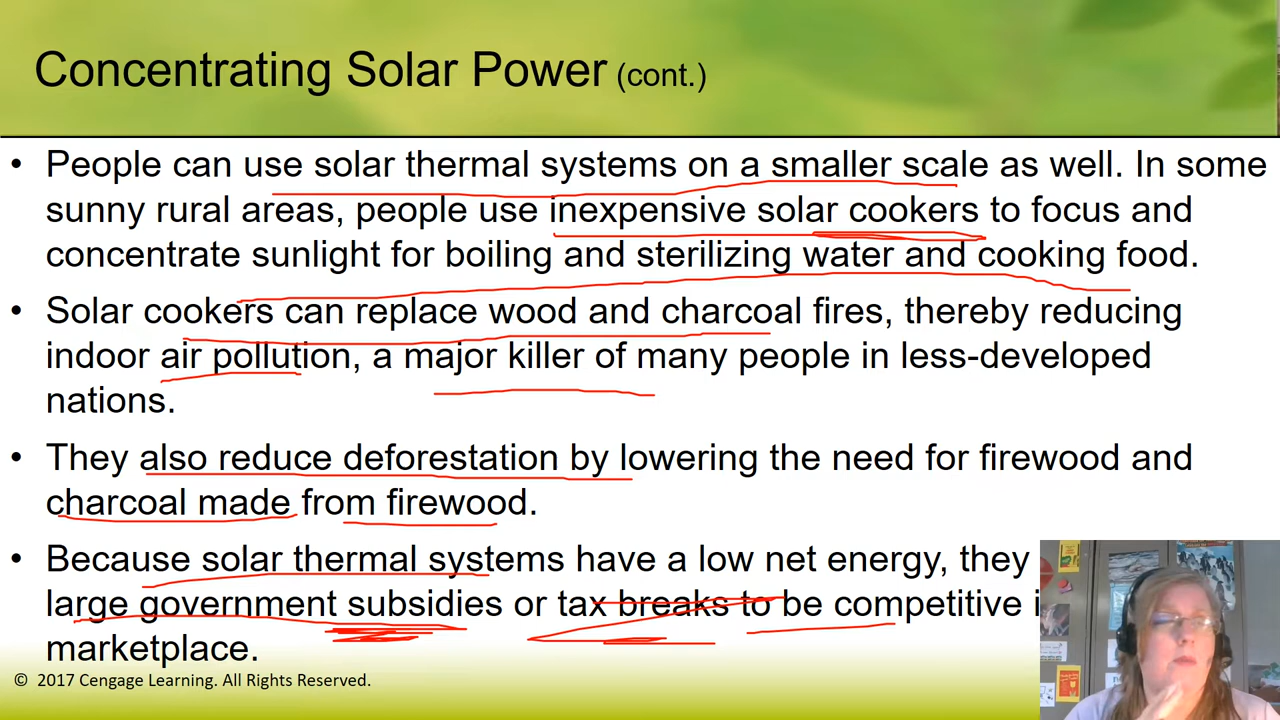 Concentrating Solar Power (cont.)
• People can use solar thermal systems on a smaller scale as well. In some
sunny rural areas, people use inexpensive solar cookers to focus and
concentrate sunlight for boiling and sterilizing water and cooking food.
• Solar cookers can replace wood and charcoal fires, thereby reducing
indoor air pollution, a major killer of many people in less-developed
nations.
• They also reduce deforestation by lowering the need for firewood and
charcoal made from firewood.
• Because solar thermal systems have a low net energy, they
large government subsidies or tax breaks to be competitive
marketplace.
© 2017 Cengage Learning. All Rights Reserved.